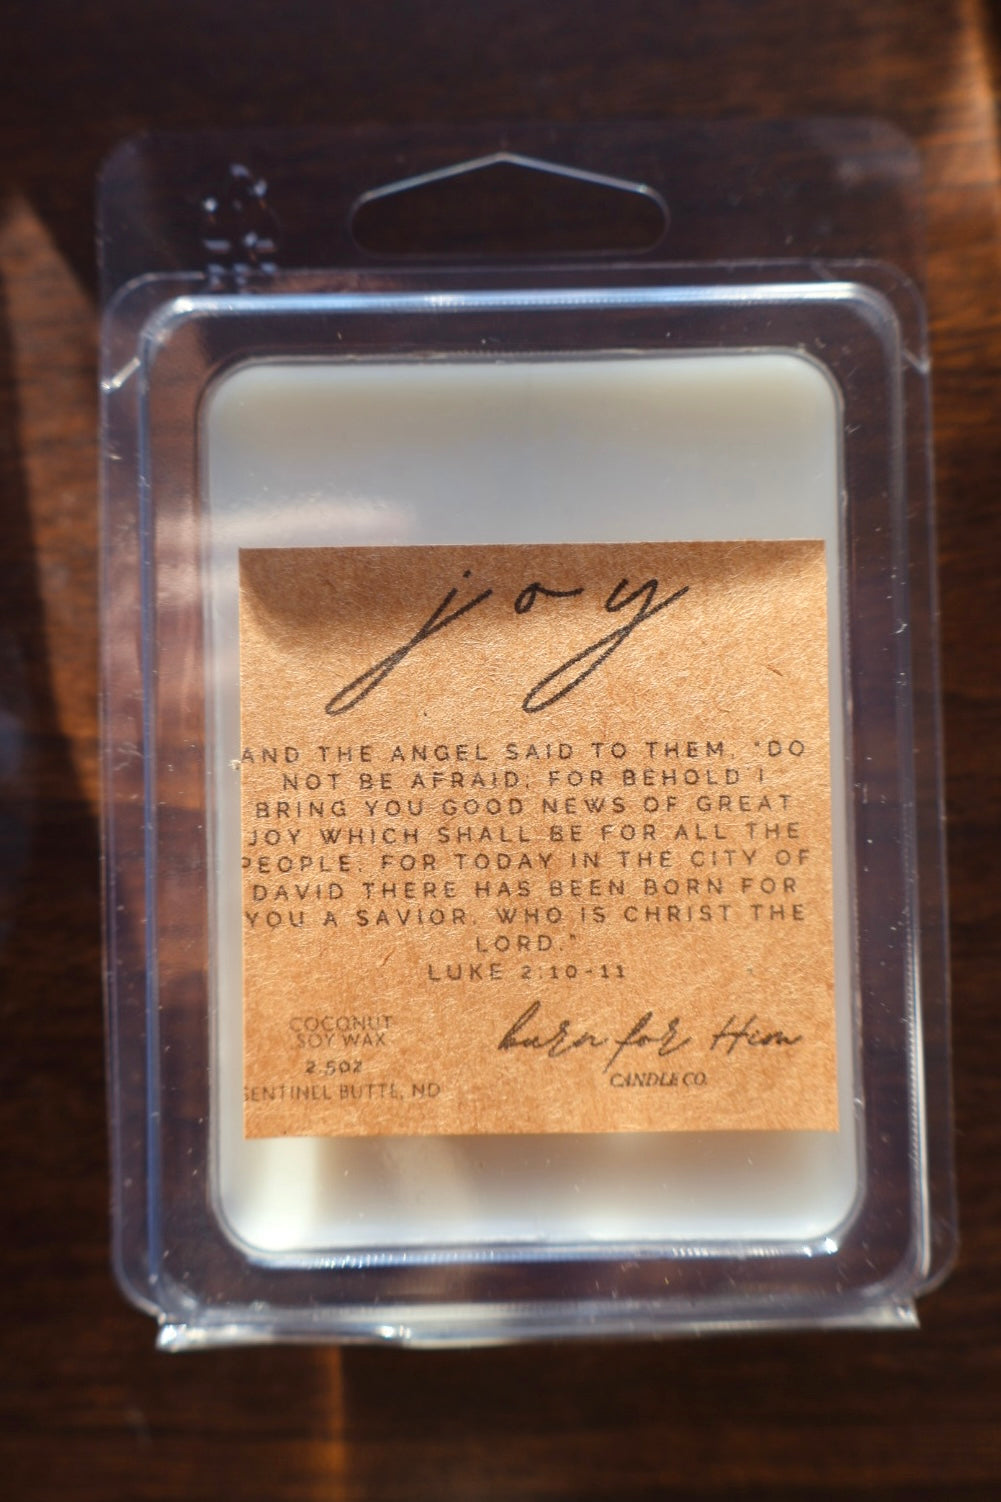 joy
AND THE ANGEL SAID TO THEM, "DO
NOT BE AFRAID; FOR BEHOLD I
BRING YOU GOOD NEWS OF GREAT
JOY WHICH SHALL BE FOR ALL THE
PEOPLE; FOR TODAY IN THE CITY OF
DAVID THERE HAS BEEN BORN FOR
YOU A SAVIOR, WHO IS CHRIST THE
LORD."
LUKE 2:10-11
COCONUT
SOY WAX
2.5OZ
SENTINEL BUTTE, ND
burn for Him
CANDLE CO.